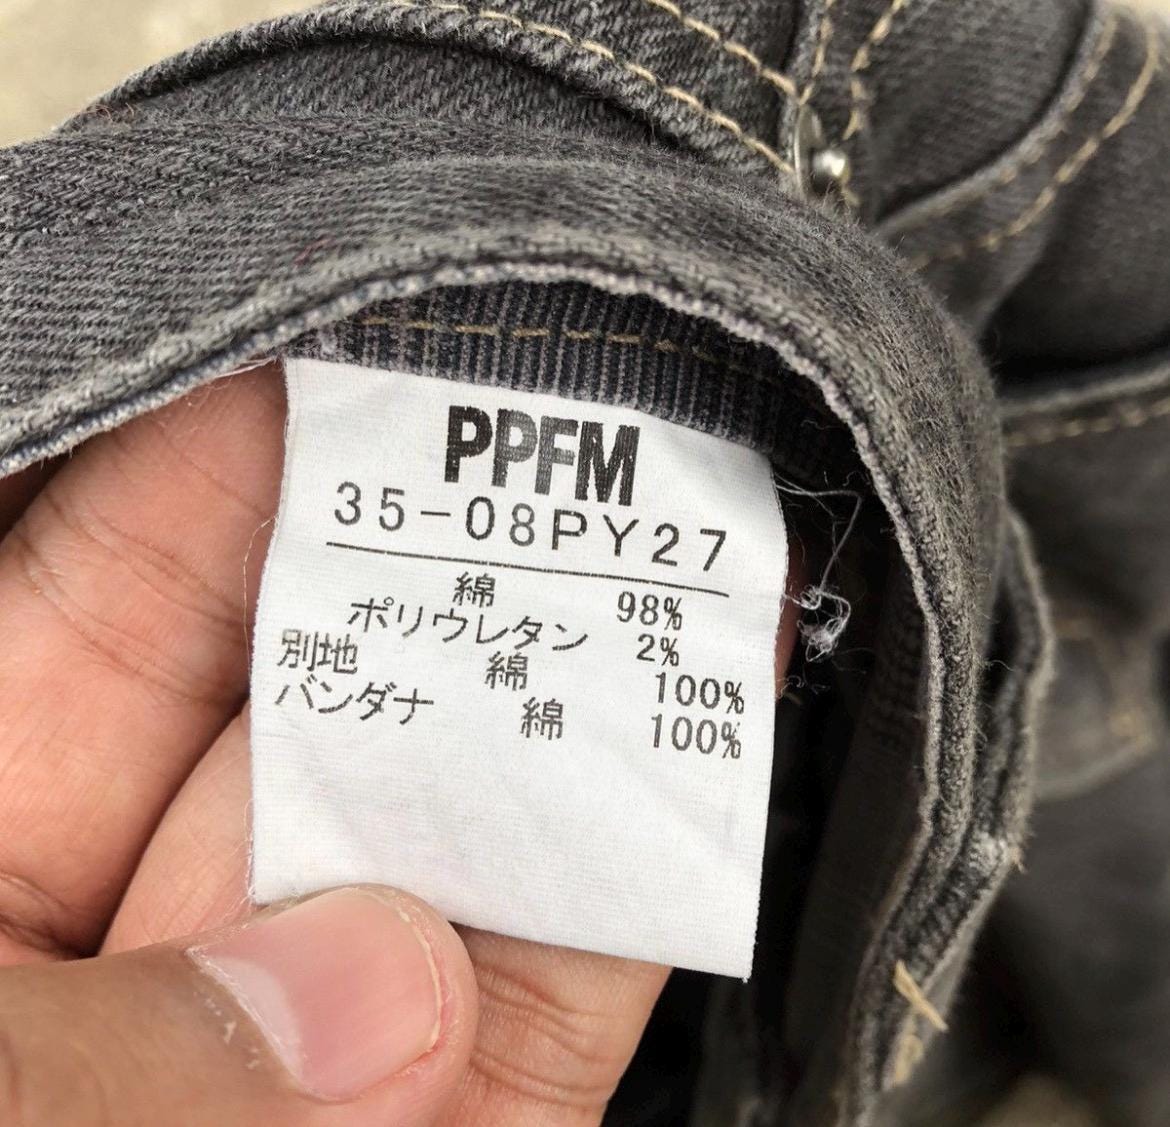 PPFM
35-08PY27
綿 98%
ポリウレタン 2%
別地 綿 100%
バンダナ 綿 100%